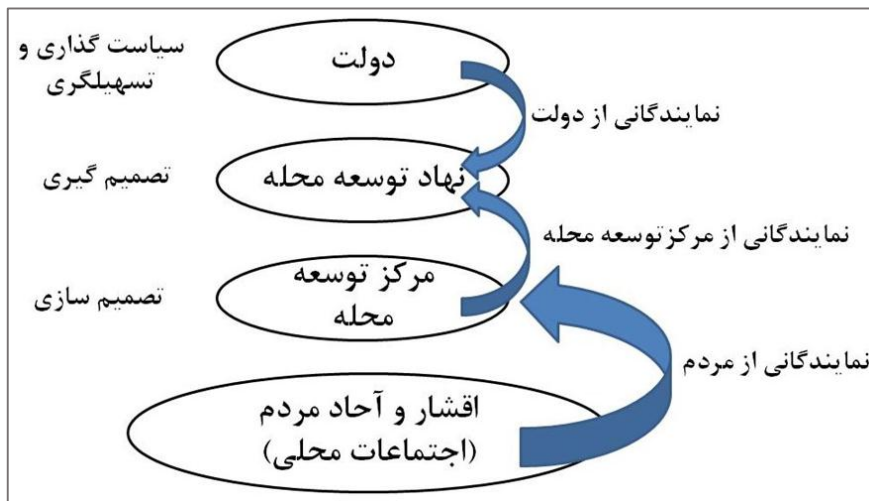 سیاست گذاری و
تسهیلگری
دولت
نمایندگانی از دولت
تصمیم گیری
نهاد توسعه محله
نمایندگانی از مرکزتوسعه محله
تصمیم سازی
مرکز توسعه
محله
نمایندگانی از مردم
اقشار و آحاد مردم
(اجتماعات محلی)